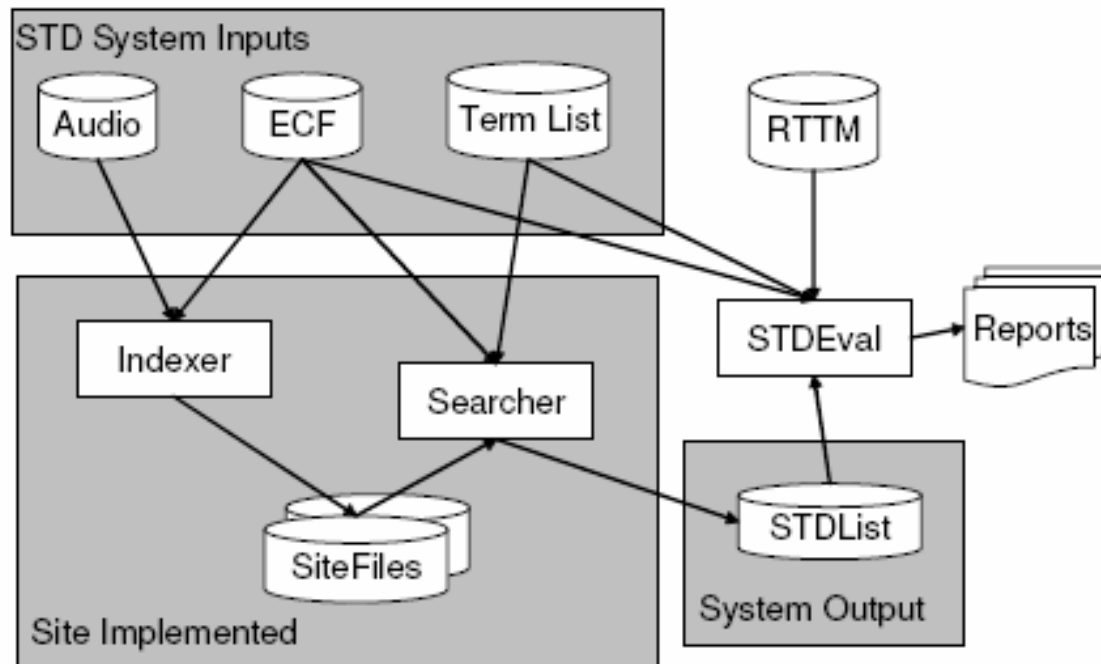 STD System Inputs
Audio
ECF
Term List
RTTM
Indexer
Searcher
STDEval
Reports
SiteFiles
STDList
Site Implemented
System Output